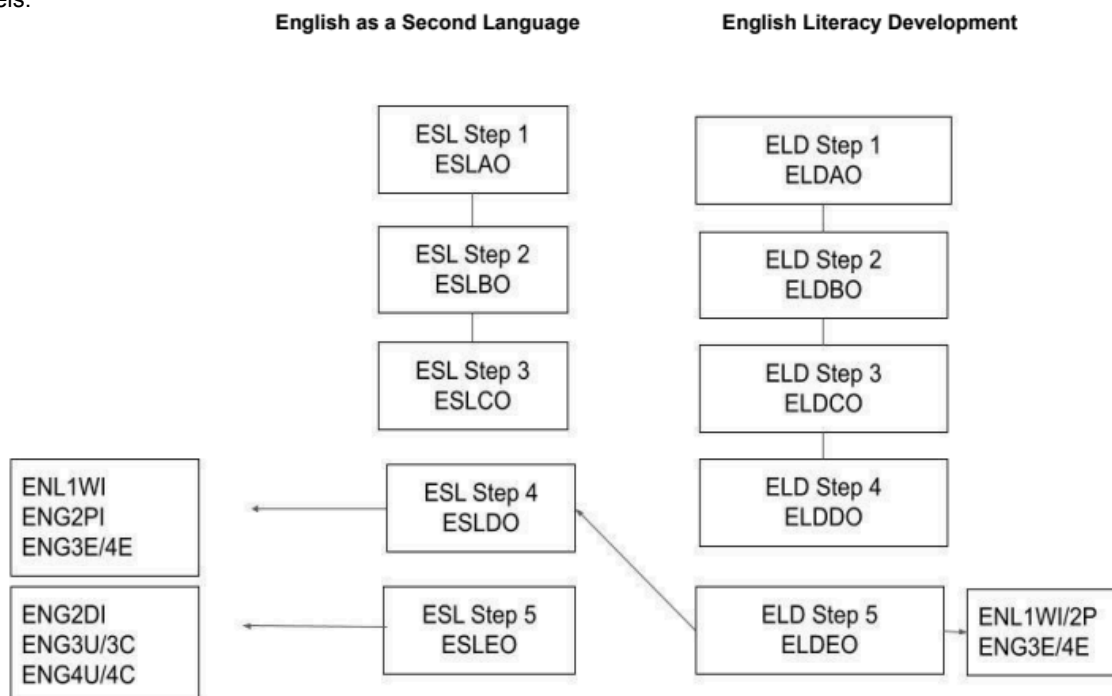 English as a Second Language
English Literacy Development
ESL Step 1
ESLAO
ELD Step 1
ELDAO
ESL Step 2
ESLBO
ELD Step 2
ELDBO
ESL Step 3
ESLCO
ELD Step 3
ELDCO
ENL1WI
ENG2PI
ENG3E/4E
ESL Step 4
ESLDO
ELD Step 4
ELDDO
ENG2DI
ENG3U/3C
ENG4U/4C
ESL Step 5
ESLEO
ELD Step 5
ELDEO
ENL1WI/2P
ENG3E/4E